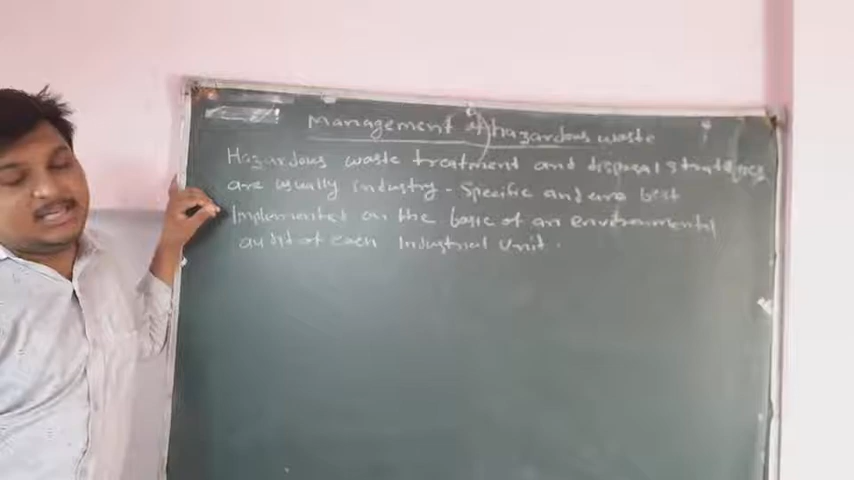 Management of hazardous waste
Hazardous waste treatment and disposal strategies
are usually industry - specific and are best
Implemented on the basic of an environmental
audit of each Industrial Unit .